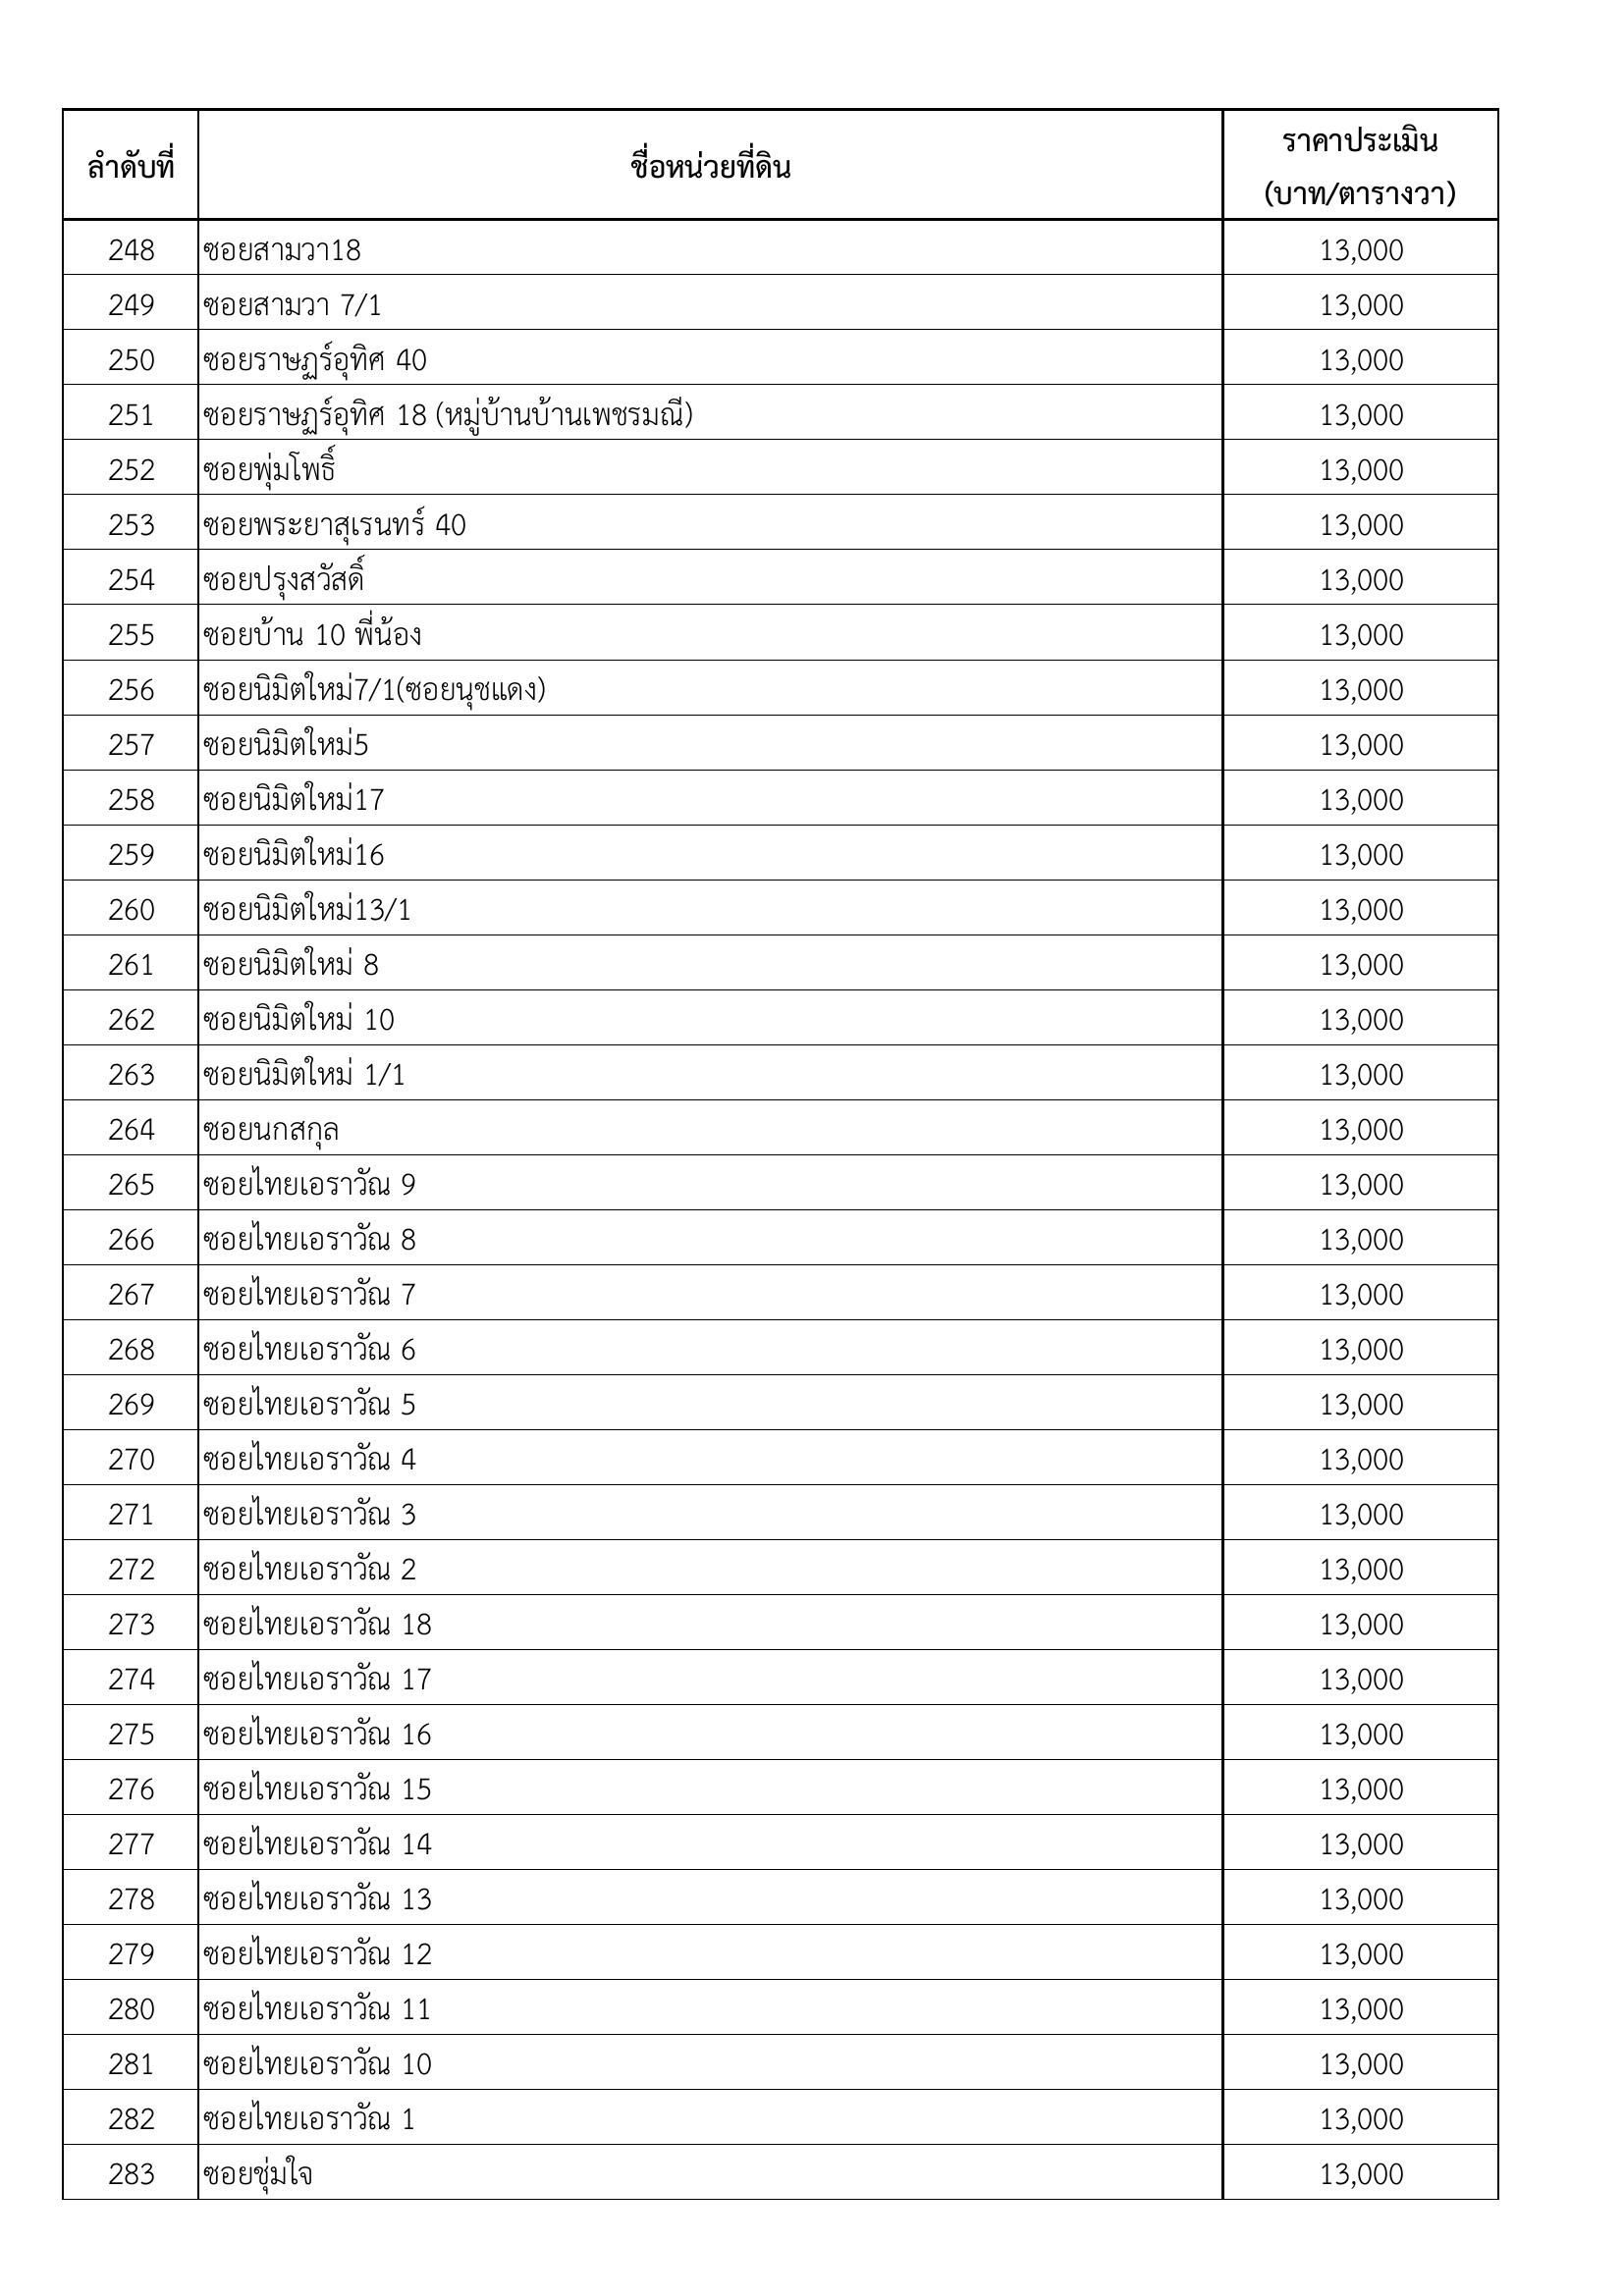 ลำดับที่ ชื่อหน่วยที่ดิน ราคาประเมิน
(บาท/ตารางวา)
248 ซอยสามวา18 13,000
249 ซอยสามวา 7/1 13,000
250 ซอยราษฏร์อุทิศ 40 13,000
251 ซอยราษฏร์อุทิศ 18 (หมู่บ้านบ้านเพชรมณี) 13,000
252 ซอยพุ่มโพธิ์ 13,000
253 ซอยพระยาสุเรนทร์ 40 13,000
254 ซอยปรุงสวัสดิ์ 13,000
255 ซอยบ้าน 10 พี่น้อง 13,000
256 ซอยนิมิตใหม่7/1(ซอยนุชแดง) 13,000
257 ซอยนิมิตใหม่5 13,000
258 ซอยนิมิตใหม่17 13,000
259 ซอยนิมิตใหม่16 13,000
260 ซอยนิมิตใหม่13/1 13,000
261 ซอยนิมิตใหม่ 8 13,000
262 ซอยนิมิตใหม่ 10 13,000
263 ซอยนิมิตใหม่ 1/1 13,000
264 ซอยนกสกุล 13,000
265 ซอยไทยเอราวัณ 9 13,000
266 ซอยไทยเอราวัณ 8 13,000
267 ซอยไทยเอราวัณ 7 13,000
268 ซอยไทยเอราวัณ 6 13,000
269 ซอยไทยเอราวัณ 5 13,000
270 ซอยไทยเอราวัณ 4 13,000
271 ซอยไทยเอราวัณ 3 13,000
272 ซอยไทยเอราวัณ 2 13,000
273 ซอยไทยเอราวัณ 18 13,000
274 ซอยไทยเอราวัณ 17 13,000
275 ซอยไทยเอราวัณ 16 13,000
276 ซอยไทยเอราวัณ 15 13,000
277 ซอยไทยเอราวัณ 14 13,000
278 ซอยไทยเอราวัณ 13 13,000
279 ซอยไทยเอราวัณ 12 13,000
280 ซอยไทยเอราวัณ 11 13,000
281 ซอยไทยเอราวัณ 10 13,000
282 ซอยไทยเอราวัณ 1 13,000
283 ซอยชุ่มใจ 13,000